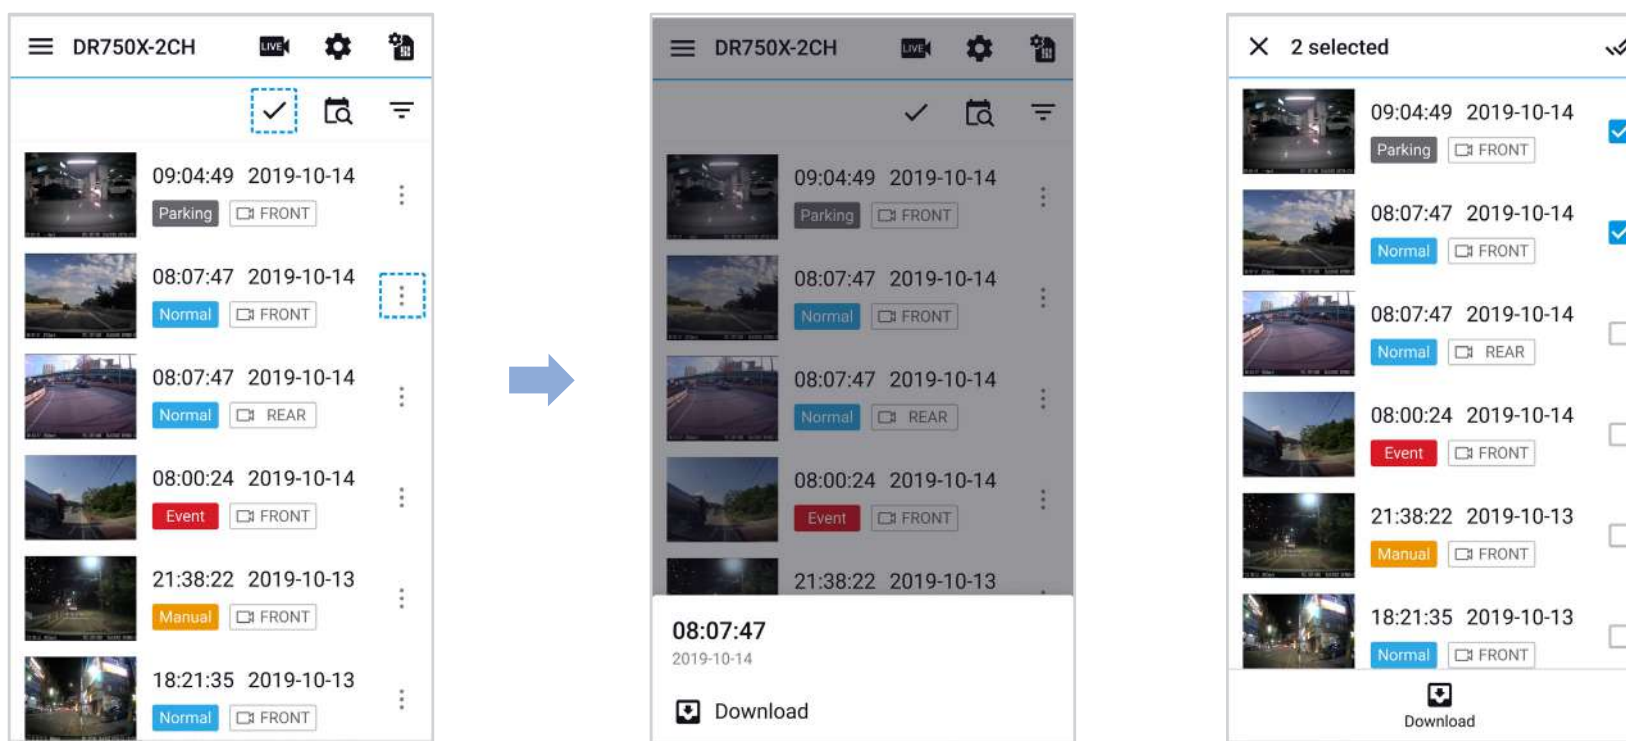 DR750X-2CH LIVE
09:04:49 2019-10-14
Parking FRONT
08:07:47 2019-10-14
Normal FRONT
08:07:47 2019-10-14
Normal REAR
08:00:24 2019-10-14
Event FRONT
21:38:22 2019-10-13
Manual FRONT
18:21:35 2019-10-13
Normal FRONT
DR750X-2CH LIVE
09:04:49 2019-10-14
Parking FRONT
08:07:47 2019-10-14
Normal FRONT
08:07:47 2019-10-14
Normal REAR
08:00:24 2019-10-14
Event FRONT
21:38:22 2019-10-13
08:07:47
2019-10-14
Download
2 selected
09:04:49 2019-10-14
Parking FRONT
08:07:47 2019-10-14
Normal FRONT
08:07:47 2019-10-14
Normal REAR
08:00:24 2019-10-14
Event FRONT
21:38:22 2019-10-13
Manual FRONT
18:21:35 2019-10-13
Normal FRONT
Download